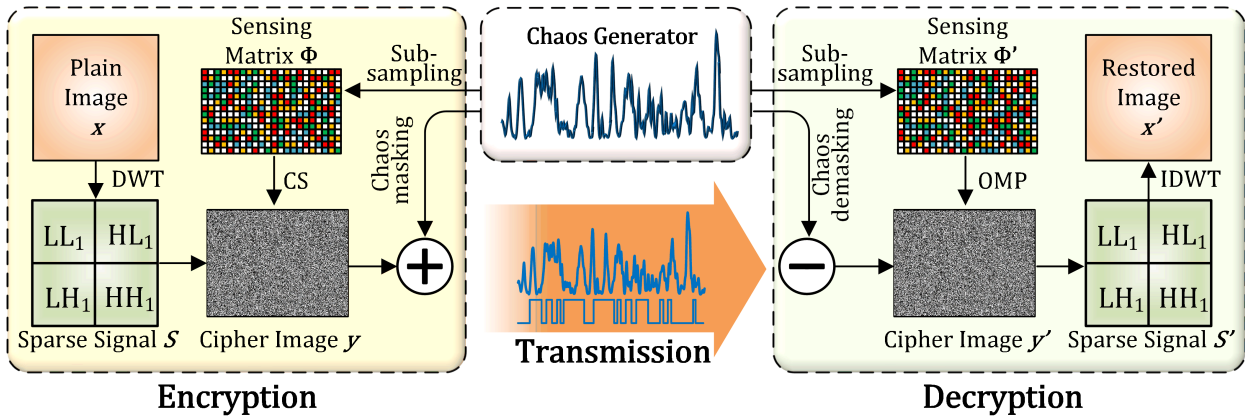 Plain
Image
x
DWT
LL1 HL1
LH1 HH1
Sparse Signal S
Sensing
Matrix Φ
CS
Cipher Image y
Sub-
sampling
Chaos
masking
+
Encryption
Chaos Generator
Transmission
Sub-
sampling
Chaos
demasking
−
Sensing
Matrix Φ’
OMP
Cipher Image y’
Restored
Image
x’
IDWT
LL1 HL1
LH1 HH1
Sparse Signal S’
Decryption